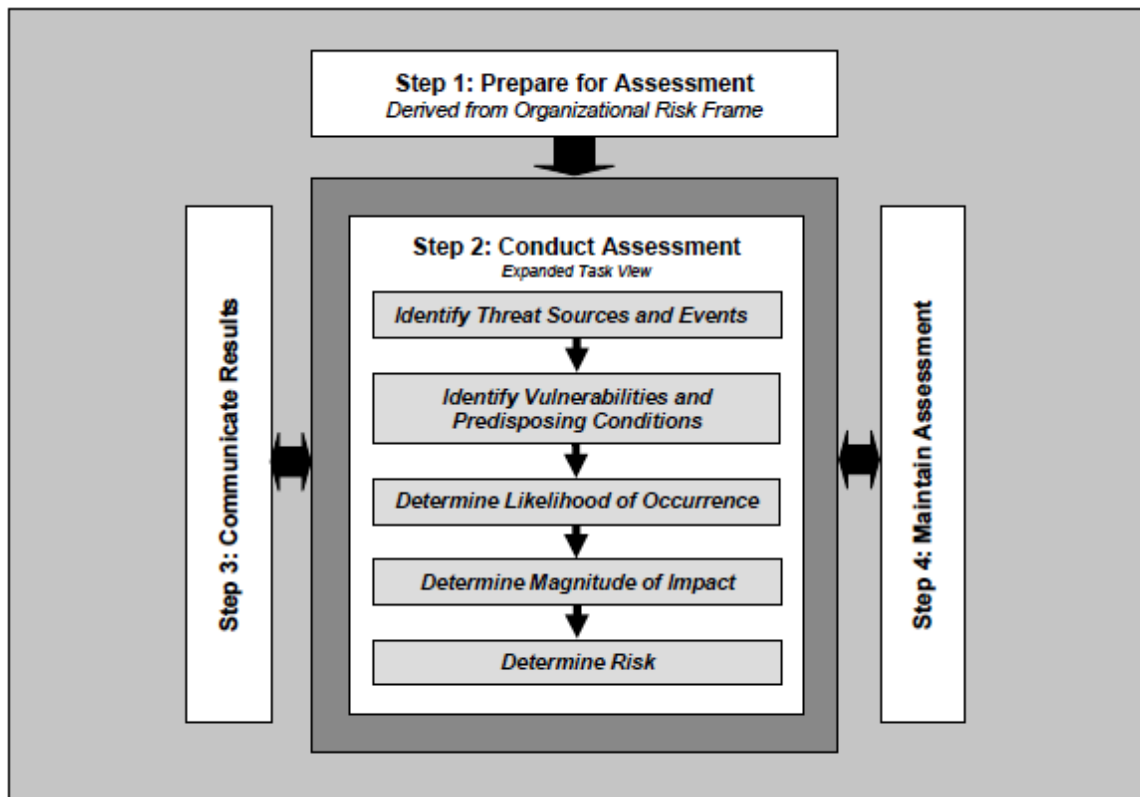 Step 1: Prepare for Assessment
Derived from Organizational Risk Frame
Step 2: Conduct Assessment
Expanded Task View
Identify Threat Sources and Events
Identify Vulnerabilities and
Predisposing Conditions
Determine Likelihood of Occurrence
Determine Magnitude of Impact
Determine Risk
Step 3: Communicate Results
Step 4: Maintain Assessment